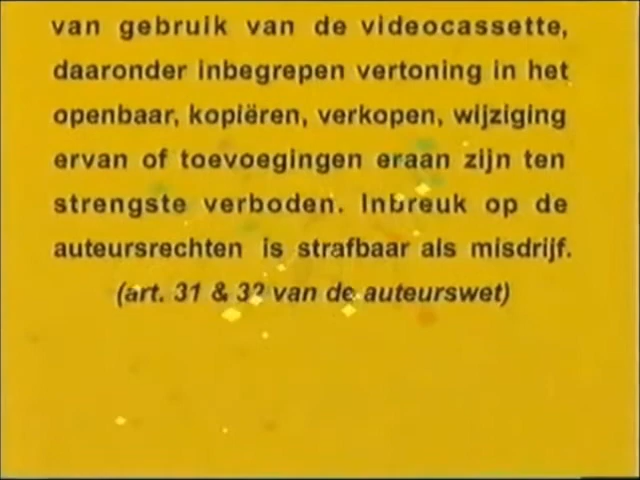 van gebruik van de videocassette,
daaronder inbegrepen vertoning in het
openbaar, kopiëren, verkopen, wijziging
ervan of toevoegingen eraan zijn ten
strengste verboden. Inbreuk op de
auteursrechten is strafbaar als misdrijf.
(art. 31 & 32 van de auteurswet)